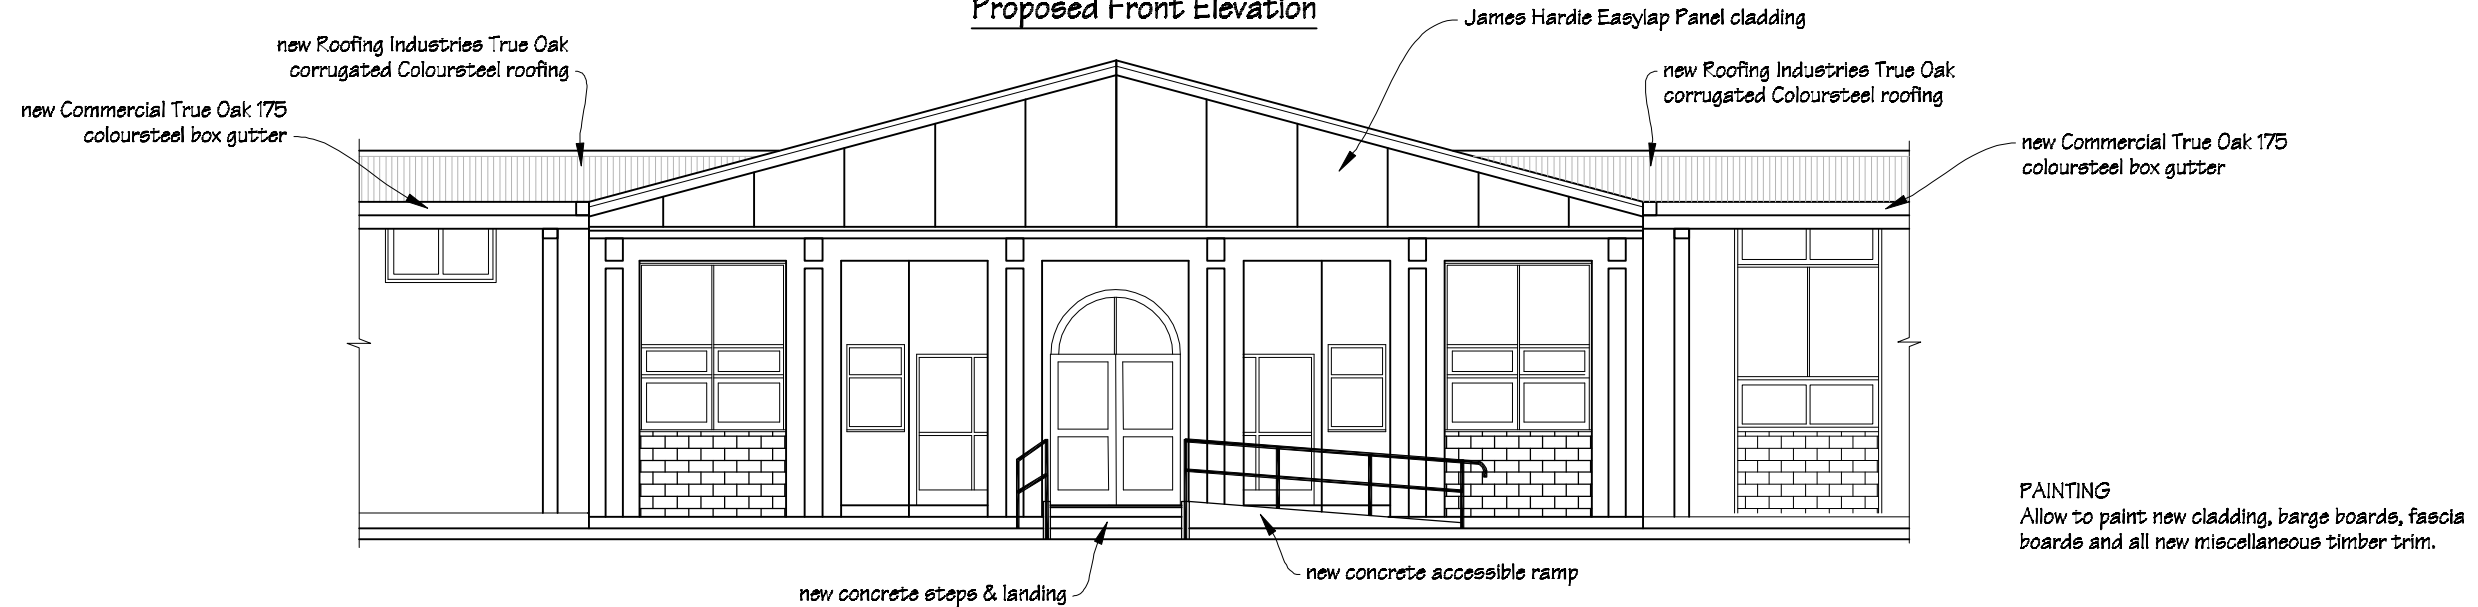 Proposed Front Elevation
James Hardie Easylap Panel cladding
new Roofing Industries True Oak
corrugated Coloursteel roofing
new Roofing Industries True Oak
corrugated Coloursteel roofing
new Commercial True Oak 175
coloursteel box gutter
new Commercial True Oak 175
coloursteel box gutter
PAINTING
Allow to paint new cladding, barge boards, fascia
boards and all new miscellaneous timber trim.
new concrete accessible ramp
new concrete steps & landing